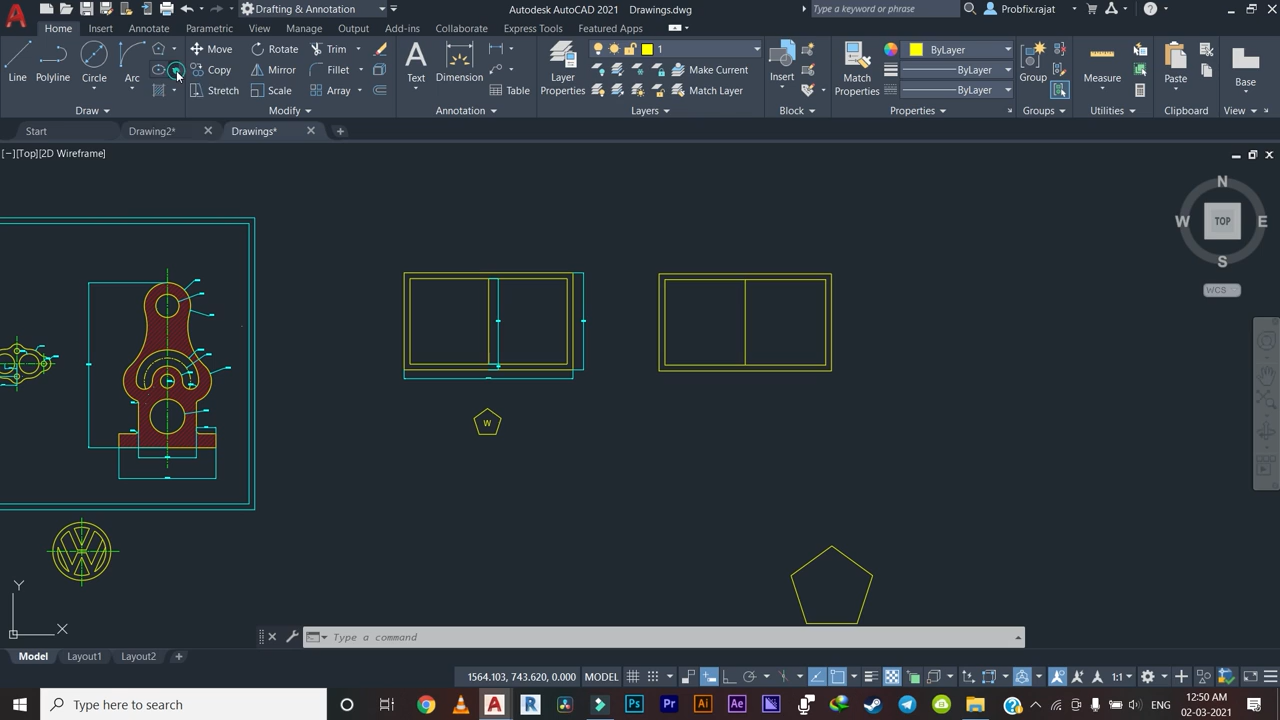 Drafting & Annotation
Autodesk AutoCAD 2021 Drawings.dwg
Type a keyword or phrase
Probfix.rajat
Home Insert Annotate Parametric View Manage Output Add-ins Collaborate Express Tools Featured Apps
Line Polyline Circle Arc
Move Rotate Trim
Copy Mirror Fillet
Stretch Scale Array
Text Dimension Table
Layer Properties
1
Make Current
Match Layer
Insert
Match Properties
ByLayer
ByLayer
ByLayer
Group Measure Paste Base
Draw Modify Annotation Layers Block Properties Groups Utilities Clipboard View
Start Drawing2* Drawings*
[−][Top][2D Wireframe]
N
W TOP E
S
WCS
W
Y
X
Type a command
Model Layout1 Layout2
1564.103, 743.620, 0.000 MODEL 1:1
Type here to search
Ps Pr Ai Ae
ENG
12:50 AM
02-03-2021